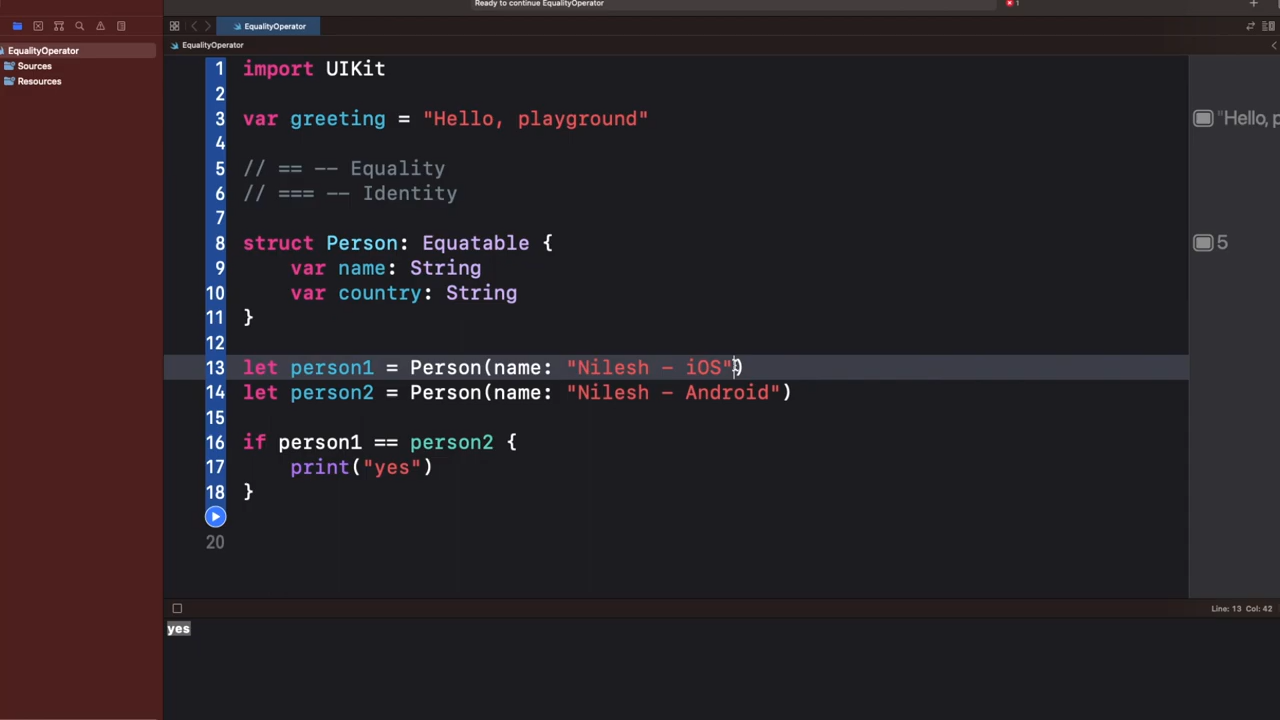 Ready to continue EqualityOperator
1
EqualityOperator
EqualityOperator
EqualityOperator
Sources
Resources
1 import UIKit
2
3 var greeting = "Hello, playground"
"Hello, p
4
5 // == -- Equality
6 // === -- Identity
7
8 struct Person: Equatable {
5
9     var name: String
10     var country: String
11 }
12
13 let person1 = Person(name: "Nilesh - iOS")
14 let person2 = Person(name: "Nilesh - Android")
15
16 if person1 == person2 {
17     print("yes")
18 }
20
Line: 13 Col: 42
yes